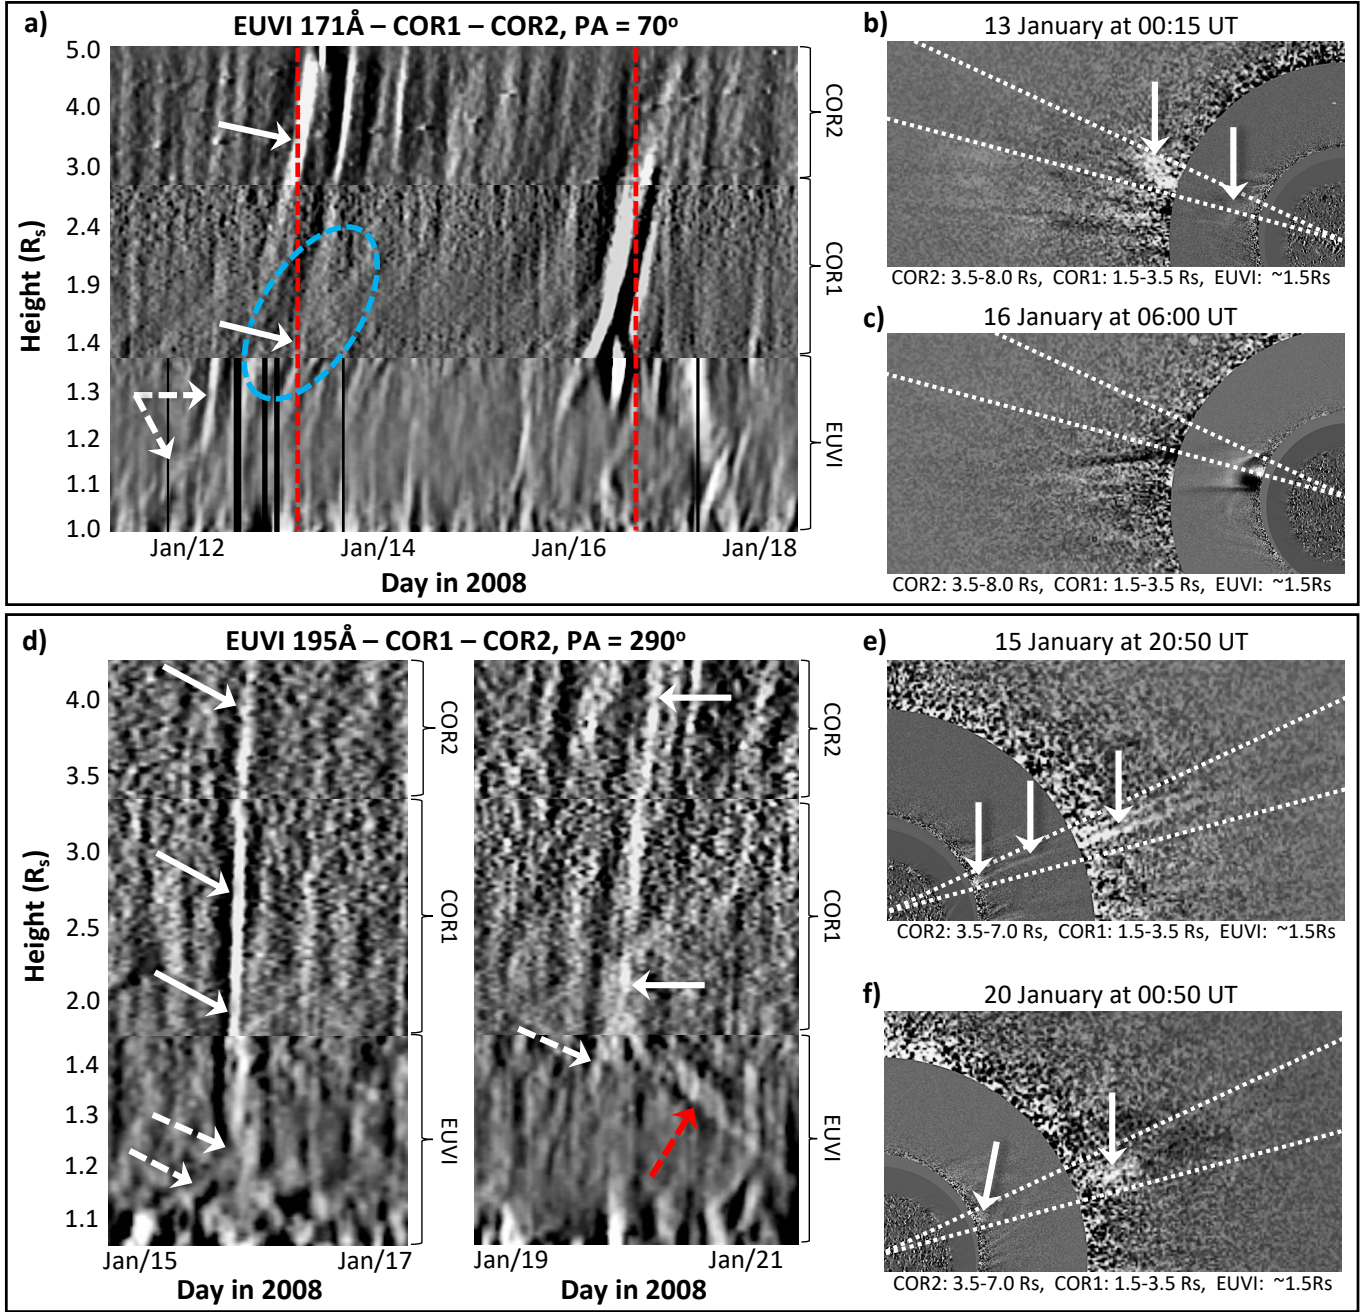 a)
EUVI 171Å – COR1 – COR2, PA = 70°
5.0
4.0
3.0
2.4
1.9
1.4
1.3
1.2
1.1
1.0
Height (Rs)
COR2
COR1
EUVI
Jan/12 Jan/14 Jan/16 Jan/18
Day in 2008
b)
13 January at 00:15 UT
COR2: 3.5-8.0 Rs, COR1: 1.5-3.5 Rs, EUVI: ~1.5Rs
c)
16 January at 06:00 UT
COR2: 3.5-8.0 Rs, COR1: 1.5-3.5 Rs, EUVI: ~1.5Rs
d)
EUVI 195Å – COR1 – COR2, PA = 290°
4.0
3.5
3.0
2.5
2.0
1.4
1.3
1.2
1.1
Height (Rs)
COR2
COR1
EUVI
COR2
COR1
EUVI
Jan/15 Jan/17 Jan/19 Jan/21
Day in 2008 Day in 2008
e)
15 January at 20:50 UT
COR2: 3.5-7.0 Rs, COR1: 1.5-3.5 Rs, EUVI: ~1.5Rs
f)
20 January at 00:50 UT
COR2: 3.5-7.0 Rs, COR1: 1.5-3.5 Rs, EUVI: ~1.5Rs